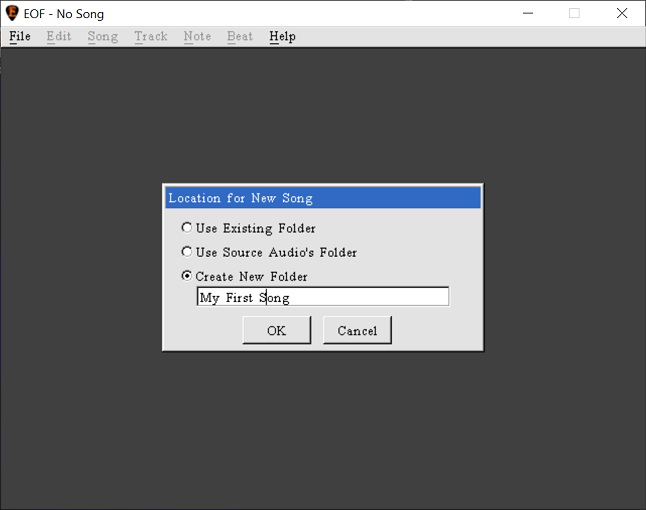 EOF - No Song
File Edit Song Track Note Beat Help
Location for New Song
Use Existing Folder
Use Source Audio's Folder
Create New Folder
My First Song
OK Cancel